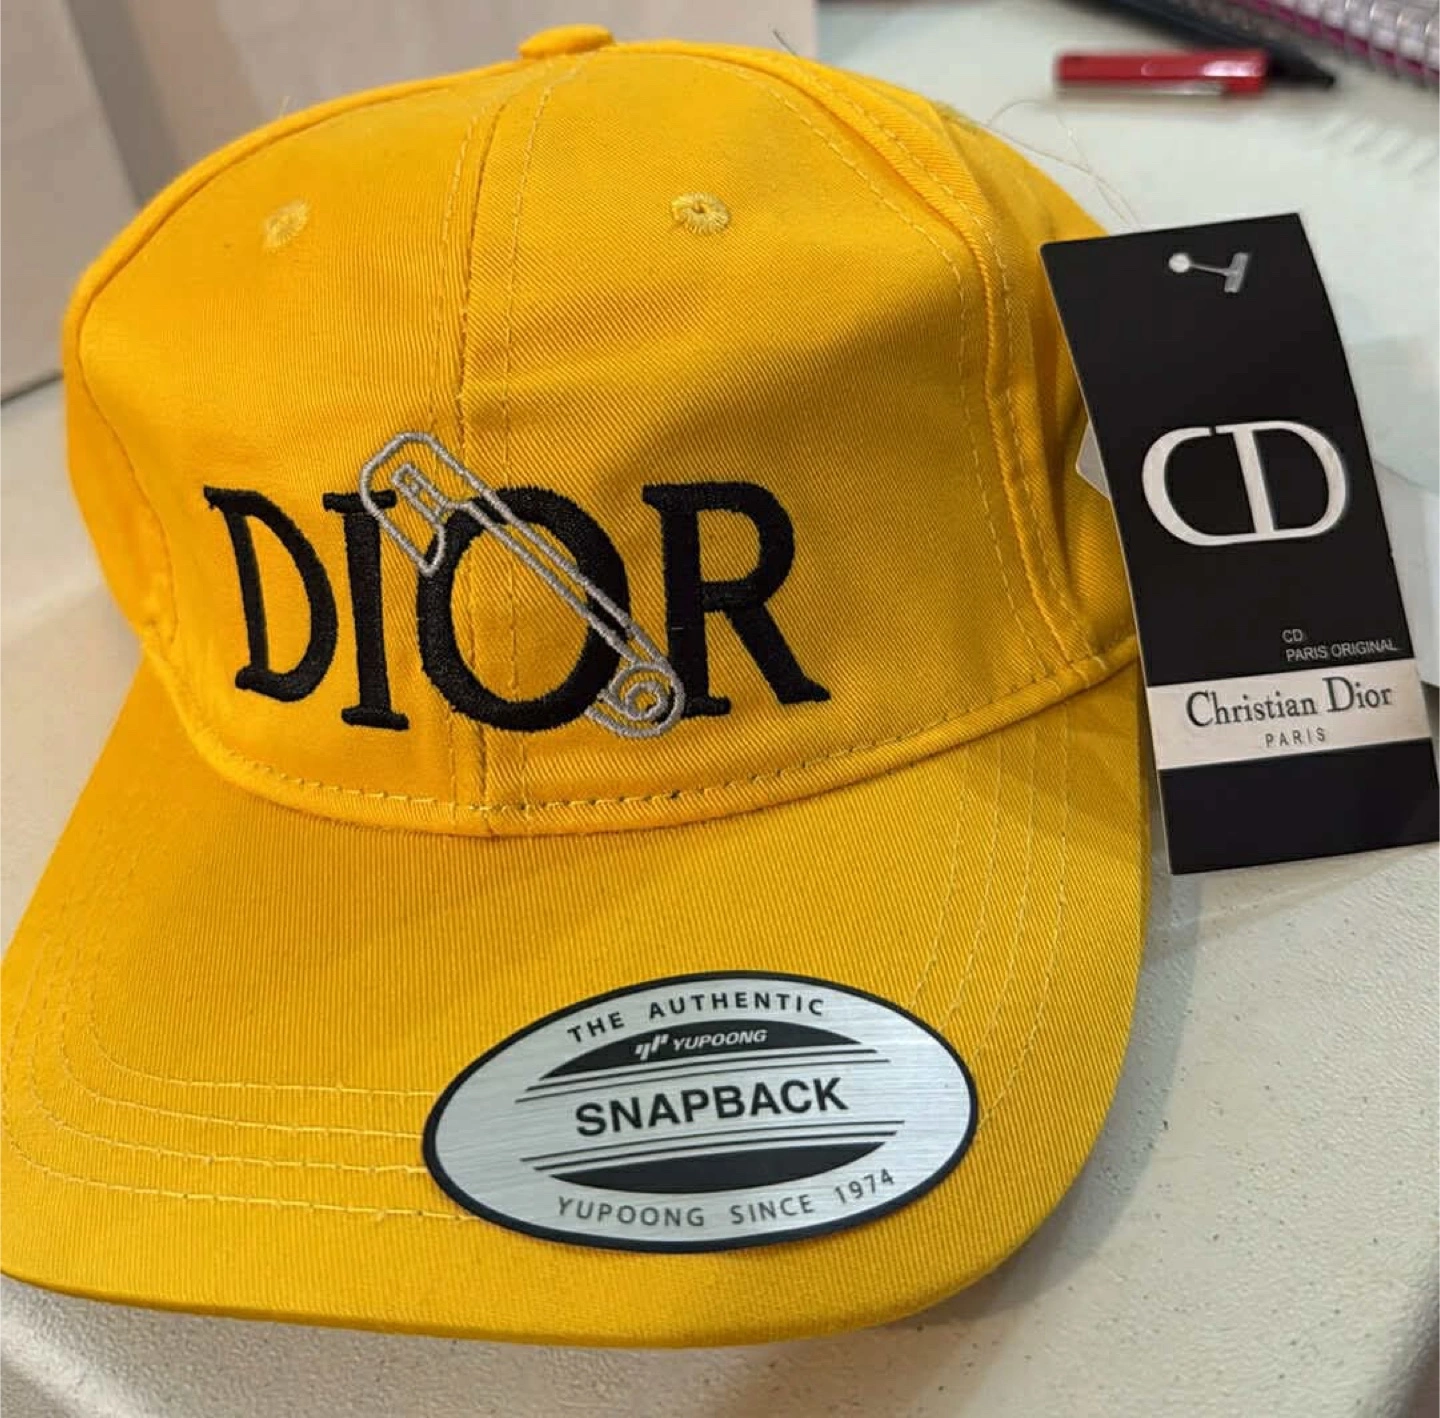 DIOR
CD
CD
PARIS ORIGINAL
Christian Dior
PARIS
THE AUTHENTIC
YUPOONG
SNAPBACK
YUPOONG SINCE 1974